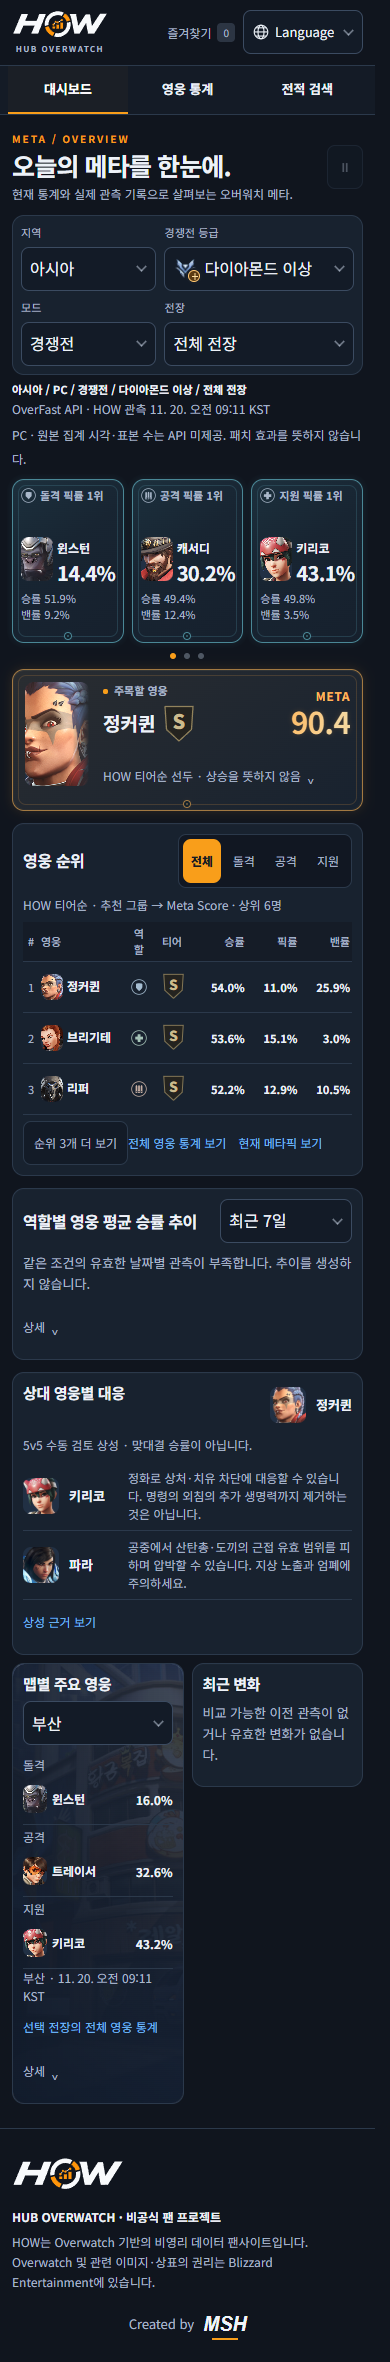 HOW
HUB OVERWATCH
즐겨찾기 0
Language
대시보드 영웅 통계 전적 검색
META / OVERVIEW
오늘의 메타를 한눈에.
현재 통계와 실제 관측 기록으로 살펴보는 오버워치 메타.
지역 경쟁전 등급
아시아 다이아몬드 이상
모드 전장
경쟁전 전체 전장
아시아 / PC / 경쟁전 / 다이아몬드 이상 / 전체 전장
OverFast API · HOW 관측 11. 20. 오전 09:11 KST
PC · 원본 집계 시각·표본 수는 API 미제공. 패치 효과를 뜻하지 않습니
다.
돌격 픽률 1위
윈스턴
14.4%
승률 51.9%
밴률 9.2%
공격 픽률 1위
캐서디
30.2%
승률 49.4%
밴률 12.4%
지원 픽률 1위
키리코
43.1%
승률 49.8%
밴률 3.5%
주목할 영웅
정커퀸 S
META
90.4
HOW 티어순 선두 · 상승을 뜻하지 않음
영웅 순위
전체 돌격 공격 지원
HOW 티어순 · 추천 그룹 → Meta Score · 상위 6명
# 영웅 역할 티어 승률 픽률 밴률
1 정커퀸 S 54.0% 11.0% 25.9%
2 브리기테 S 53.6% 15.1% 3.0%
3 리퍼 S 52.2% 12.9% 10.5%
순위 3개 더 보기 전체 영웅 통계 보기 현재 메타픽 보기
역할별 영웅 평균 승률 추이 최근 7일
같은 조건의 유효한 날짜별 관측이 부족합니다. 추이를 생성하
지 않습니다.
상세
상대 영웅별 대응
정커퀸
5v5 수동 검토 상성 · 맞대결 승률이 아닙니다.
키리코
정화로 상처·치유 차단에 대응할 수 있습니
다. 명령의 외침의 추가 생명력까지 제거하는
것은 아닙니다.
파라
공중에서 산탄총·도끼의 근접 유효 범위를 피
하며 압박할 수 있습니다. 지상 노출과 엄폐에
주의하세요.
상성 근거 보기
맵별 주요 영웅
부산
돌격
윈스턴 16.0%
공격
트레이서 32.6%
지원
키리코 43.2%
부산 · 11. 20. 오전 09:11
KST
선택 전장의 전체 영웅 통계
상세
최근 변화
비교 가능한 이전 관측이 없
거나 유효한 변화가 없습니
다.
HOW
HUB OVERWATCH · 비공식 팬 프로젝트
HOW는 Overwatch 기반의 비영리 데이터 팬사이트입니다.
Overwatch 및 관련 이미지·상표의 권리는 Blizzard
Entertainment에 있습니다.
Created by MSH